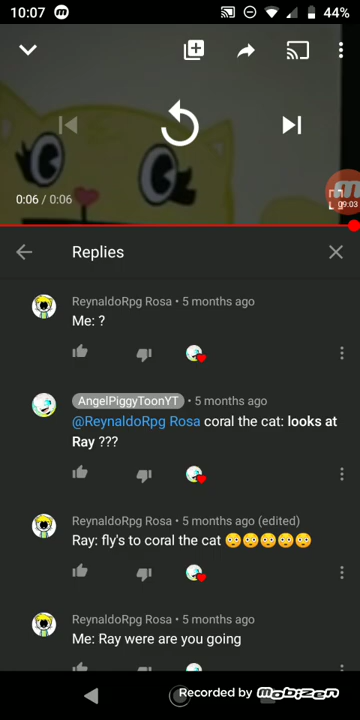 10:07 44%
0:06 / 0:06
09:03
Replies
ReynaldoRpg Rosa • 5 months ago
Me: ?
AngelPiggyToonYT • 5 months ago
@ReynaldoRpg Rosa coral the cat: looks at
Ray ???
ReynaldoRpg Rosa • 5 months ago (edited)
Ray: fly's to coral the cat 😳😳😳😳😳
ReynaldoRpg Rosa • 5 months ago
Me: Ray were are you going
Recorded by mobizen